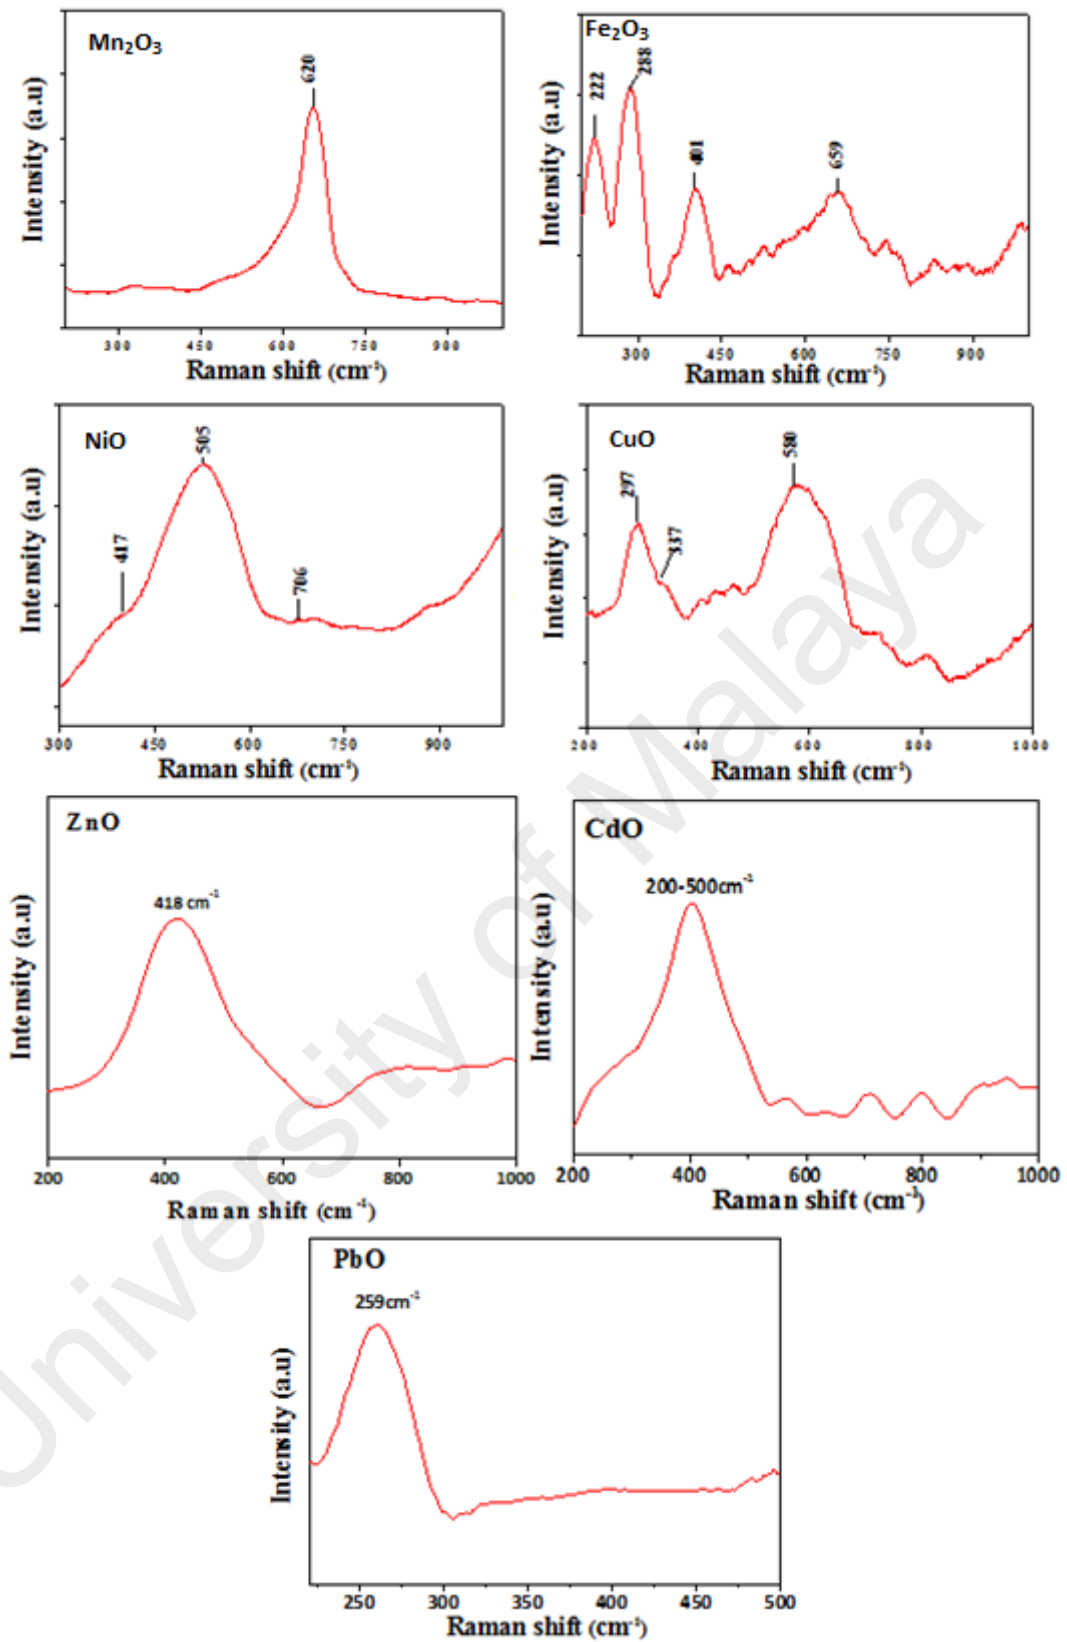 Mn₂O₃
620
Intensity (a.u)
300 450 600 750 900
Raman shift (cm⁻¹)
Fe₂O₃
222
288
401
659
Intensity (a.u)
300 450 600 750 900
Raman shift (cm⁻¹)
NiO
417
505
706
Intensity (a.u)
300 450 600 750 900
Raman shift (cm⁻¹)
CuO
297
337
580
Intensity (a.u)
200 400 600 800 1000
Raman shift (cm⁻¹)
ZnO
418 cm⁻¹
Intensity (a.u)
200 400 600 800 1000
Raman shift (cm⁻¹)
CdO
200-500cm⁻¹
Intensity (a.u)
200 400 600 800 1000
Raman shift (cm⁻¹)
PbO
259cm⁻¹
Intensity (a.u)
250 300 350 400 450 500
Raman shift (cm⁻¹)
University of Malaya